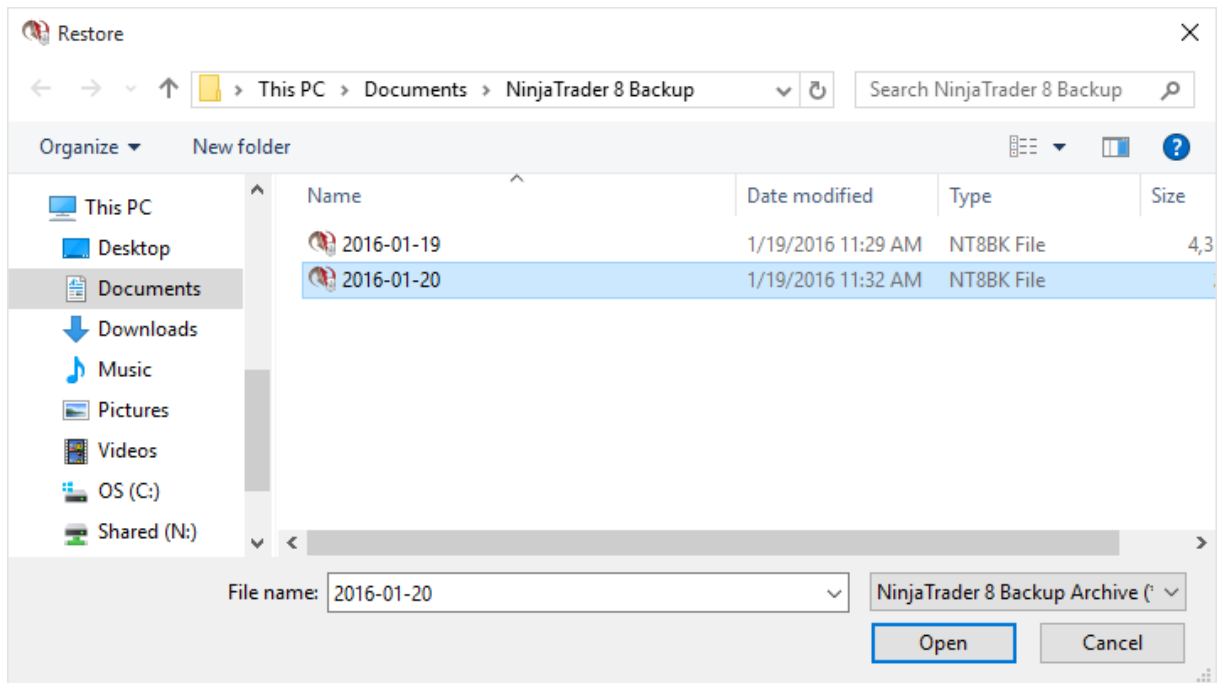 Restore
This PC > Documents > NinjaTrader 8 Backup
Search NinjaTrader 8 Backup
Organize
New folder
?
Name
Date modified
Type
Size
2016-01-19 1/19/2016 11:29 AM NT8BK File 4,3
2016-01-20 1/19/2016 11:32 AM NT8BK File
This PC
Desktop
Documents
Downloads
Music
Pictures
Videos
OS (C:)
Shared (N:)
File name: 2016-01-20
NinjaTrader 8 Backup Archive (
Open
Cancel